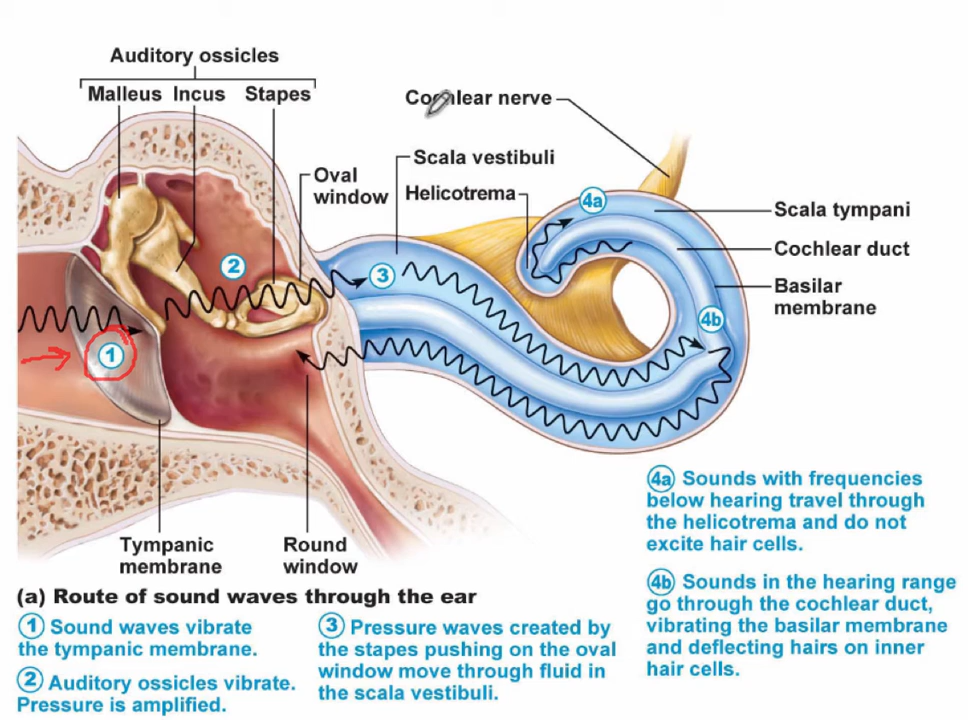 Auditory ossicles
Malleus Incus Stapes
Cochlear nerve
Scala vestibuli
Oval
window
Helicotrema
4a
Scala tympani
Cochlear duct
Basilar
membrane
2
3
4b
1
Tympanic
membrane
Round
window
(a) Route of sound waves through the ear
1 Sound waves vibrate
the tympanic membrane.
2 Auditory ossicles vibrate.
Pressure is amplified.
3 Pressure waves created by
the stapes pushing on the oval
window move through fluid in
the scala vestibuli.
4a Sounds with frequencies
below hearing travel through
the helicotrema and do not
excite hair cells.
4b Sounds in the hearing range
go through the cochlear duct,
vibrating the basilar membrane
and deflecting hairs on inner
hair cells.